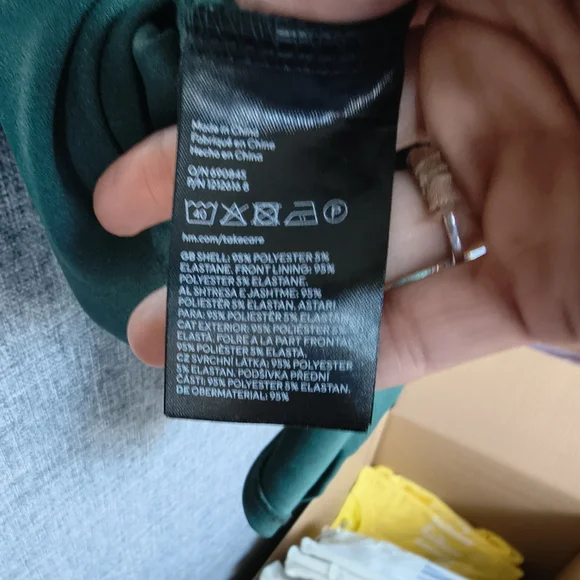 Made in China
Fabriqué en China
Hecho en China
O/N 690845
P/N 1212616 8
40 P
hm.com/takecare
GB SHELL: 95% POLYESTER 5%
ELASTANE. FRONT LINING: 95%
POLYESTER 5% ELASTANE.
AL SHTRESA E JASHTME: 95%
POLIESTËR 5% ELASTAN. ASTARI
PARA: 95% POLIESTËR 5% ELASTAN.
CAT EXTERIOR: 95% POLIÈSTER 5%
ELASTÀ. FOLRE A LA PART FRONTAL:
95% POLIÈSTER 5% ELASTÀ.
CZ SVRCHNÍ LÁTKA: 95% POLYESTER
5% ELASTAN. PODŠÍVKA PŘEDNÍ
ČÁSTI: 95% POLYESTER 5% ELASTAN.
DE OBERMATERIAL: 95%